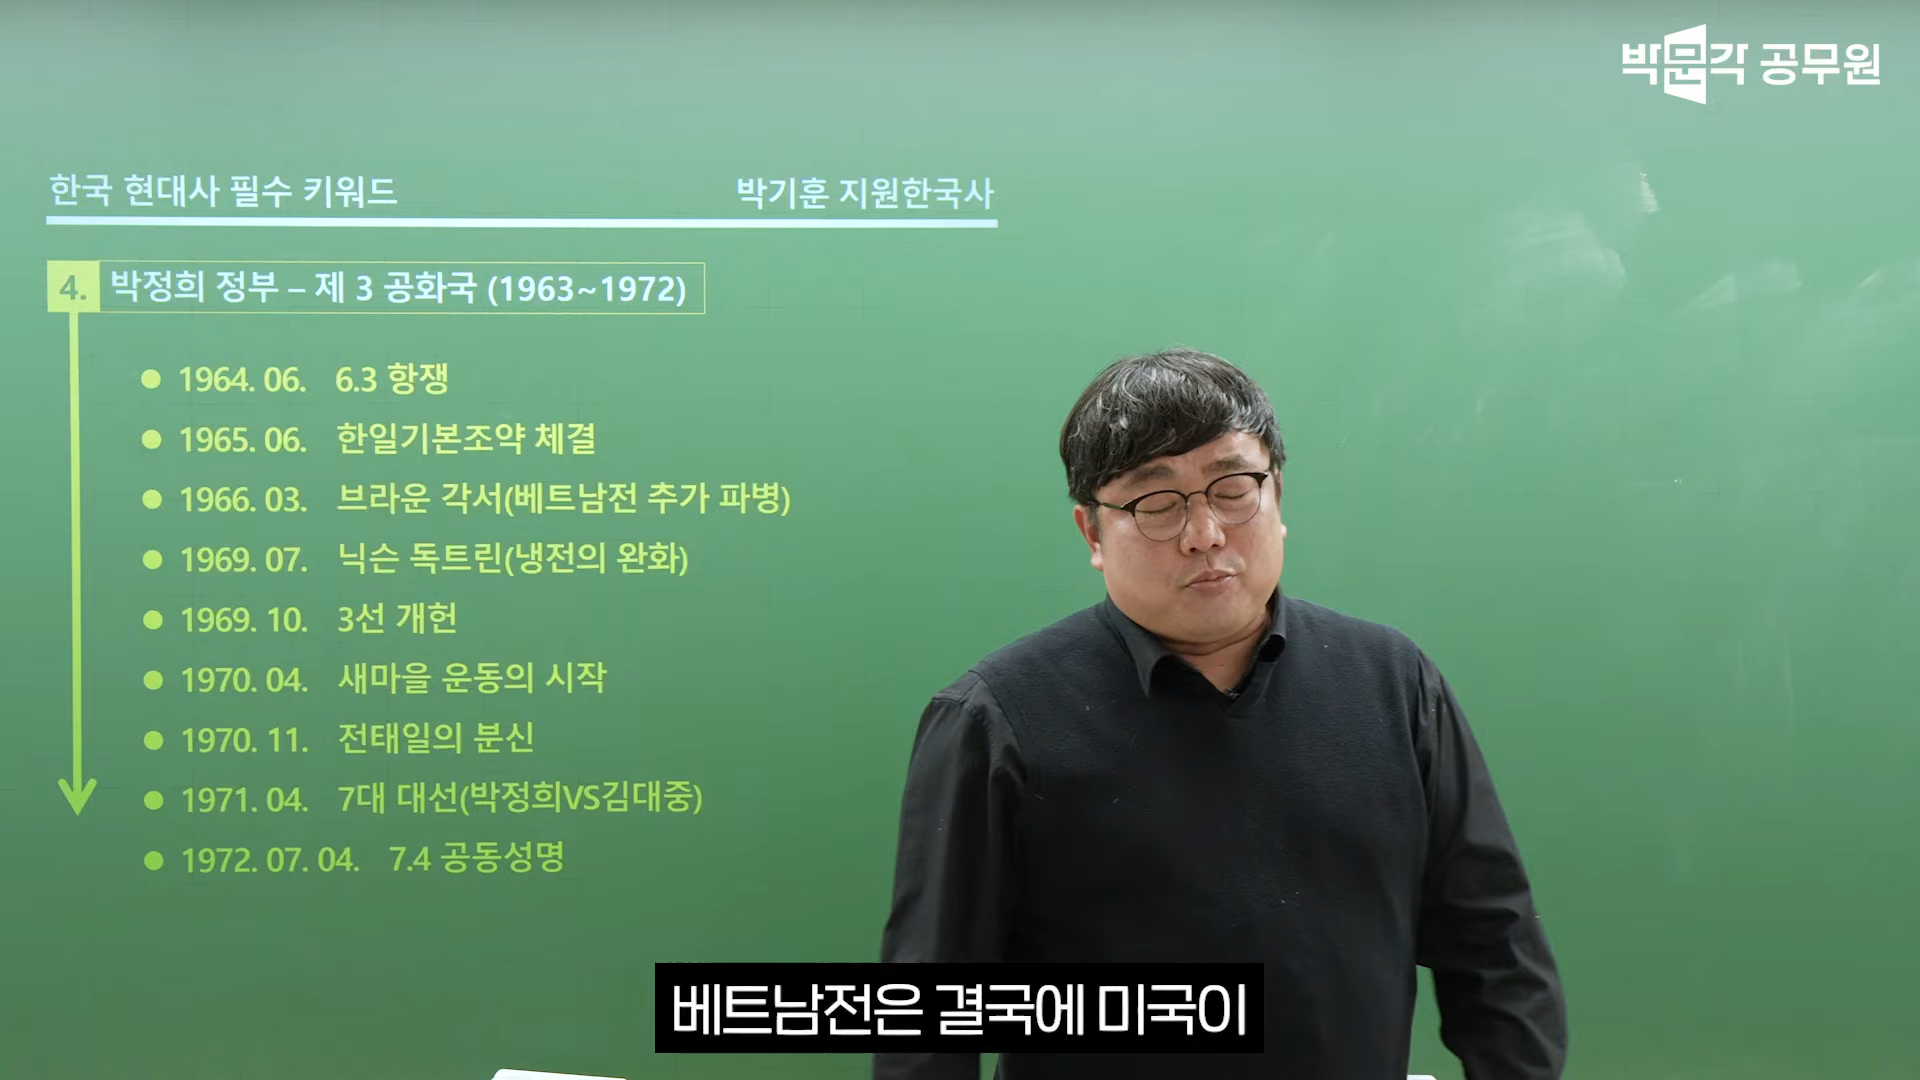 박문각 공무원
한국 현대사 필수 키워드 박기훈 지원한국사
4. 박정희 정부 – 제 3 공화국 (1963~1972)
● 1964. 06. 6.3 항쟁
● 1965. 06. 한일기본조약 체결
● 1966. 03. 브라운 각서(베트남전 추가 파병)
● 1969. 07. 닉슨 독트린(냉전의 완화)
● 1969. 10. 3선 개헌
● 1970. 04. 새마을 운동의 시작
● 1970. 11. 전태일의 분신
● 1971. 04. 7대 대선(박정희VS김대중)
● 1972. 07. 04. 7.4 공동성명
베트남전은 결국에 미국이